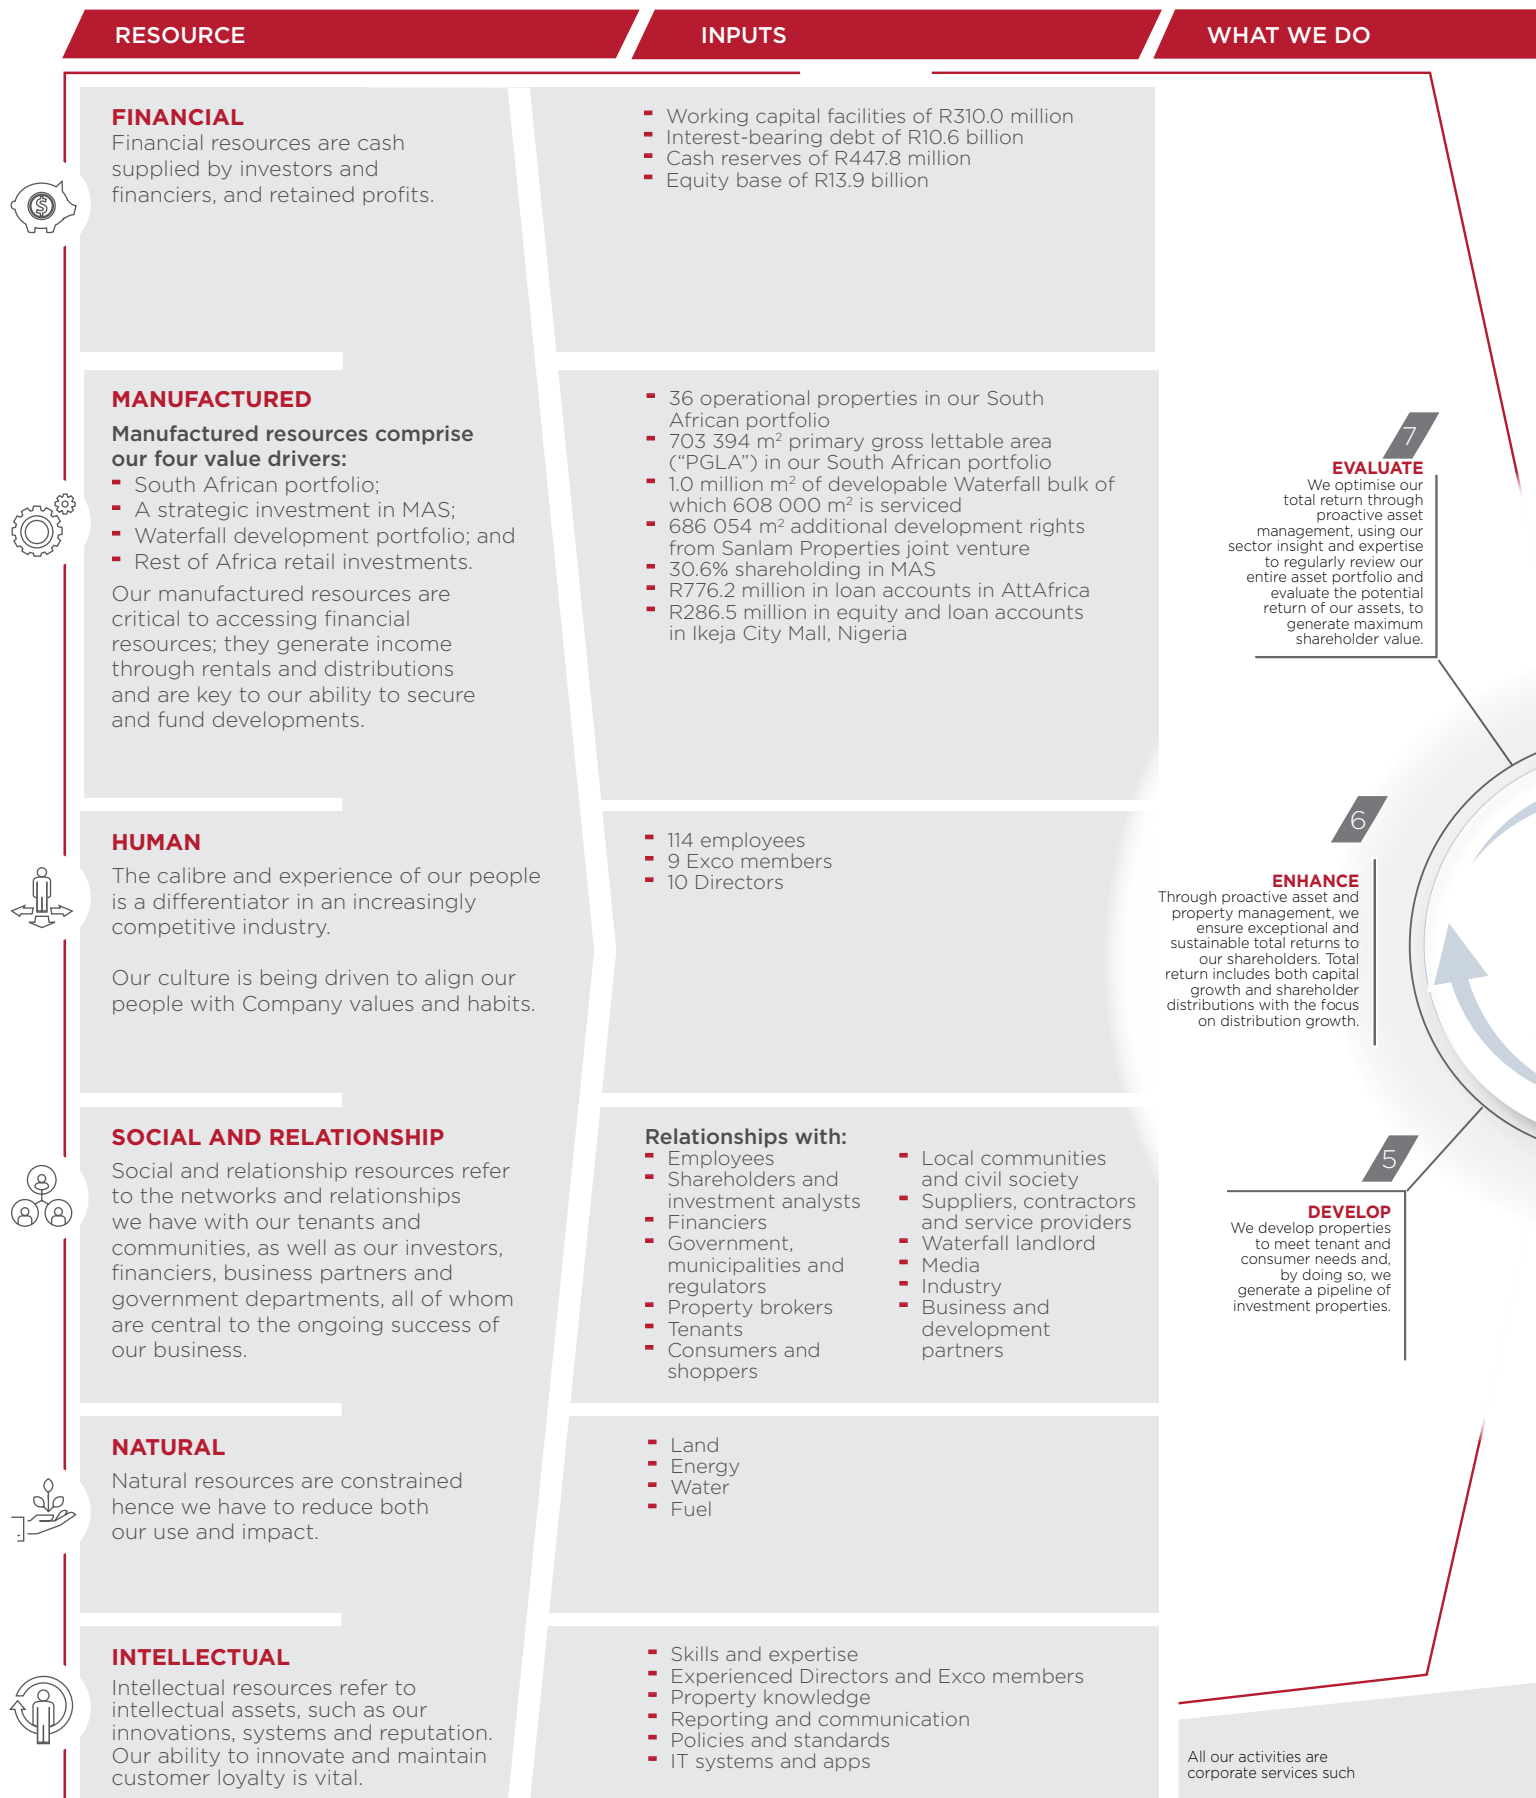 RESOURCE
INPUTS
WHAT WE DO
FINANCIAL
Financial resources are cash
supplied by investors and
financiers, and retained profits.
- Working capital facilities of R310.0 million
- Interest-bearing debt of R10.6 billion
- Cash reserves of R447.8 million
- Equity base of R13.9 billion
MANUFACTURED
Manufactured resources comprise
our four value drivers:
- South African portfolio;
- A strategic investment in MAS;
- Waterfall development portfolio; and
- Rest of Africa retail investments.
Our manufactured resources are
critical to accessing financial
resources; they generate income
through rentals and distributions
and are key to our ability to secure
and fund developments.
- 36 operational properties in our South
African portfolio
- 703 394 m² primary gross lettable area
(“PGLA”) in our South African portfolio
- 1.0 million m² of developable Waterfall bulk of
which 608 000 m² is serviced
- 686 054 m² additional development rights
from Sanlam Properties joint venture
- 30.6% shareholding in MAS
- R776.2 million in loan accounts in AttAfrica
- R286.5 million in equity and loan accounts
in Ikeja City Mall, Nigeria
7
EVALUATE
We optimise our
total return through
proactive asset
management, using our
sector insight and expertise
to regularly review our
entire asset portfolio and
evaluate the potential
return of our assets, to
generate maximum
shareholder value.
HUMAN
The calibre and experience of our people
is a differentiator in an increasingly
competitive industry.
Our culture is being driven to align our
people with Company values and habits.
- 114 employees
- 9 Exco members
- 10 Directors
6
ENHANCE
Through proactive asset and
property management, we
ensure exceptional and
sustainable total returns to
our shareholders. Total
return includes both capital
growth and shareholder
distributions with the focus
on distribution growth.
SOCIAL AND RELATIONSHIP
Social and relationship resources refer
to the networks and relationships
we have with our tenants and
communities, as well as our investors,
financiers, business partners and
government departments, all of whom
are central to the ongoing success of
our business.
Relationships with:
- Employees
- Shareholders and
investment analysts
- Financiers
- Government,
municipalities and
regulators
- Property brokers
- Tenants
- Consumers and
shoppers
- Local communities
and civil society
- Suppliers, contractors
and service providers
- Waterfall landlord
- Media
- Industry
- Business and
development
partners
5
DEVELOP
We develop properties
to meet tenant and
consumer needs and,
by doing so, we
generate a pipeline of
investment properties.
NATURAL
Natural resources are constrained
hence we have to reduce both
our use and impact.
- Land
- Energy
- Water
- Fuel
INTELLECTUAL
Intellectual resources refer to
intellectual assets, such as our
innovations, systems and reputation.
Our ability to innovate and maintain
customer loyalty is vital.
- Skills and expertise
- Experienced Directors and Exco members
- Property knowledge
- Reporting and communication
- Policies and standards
- IT systems and apps
All our activities are
corporate services such